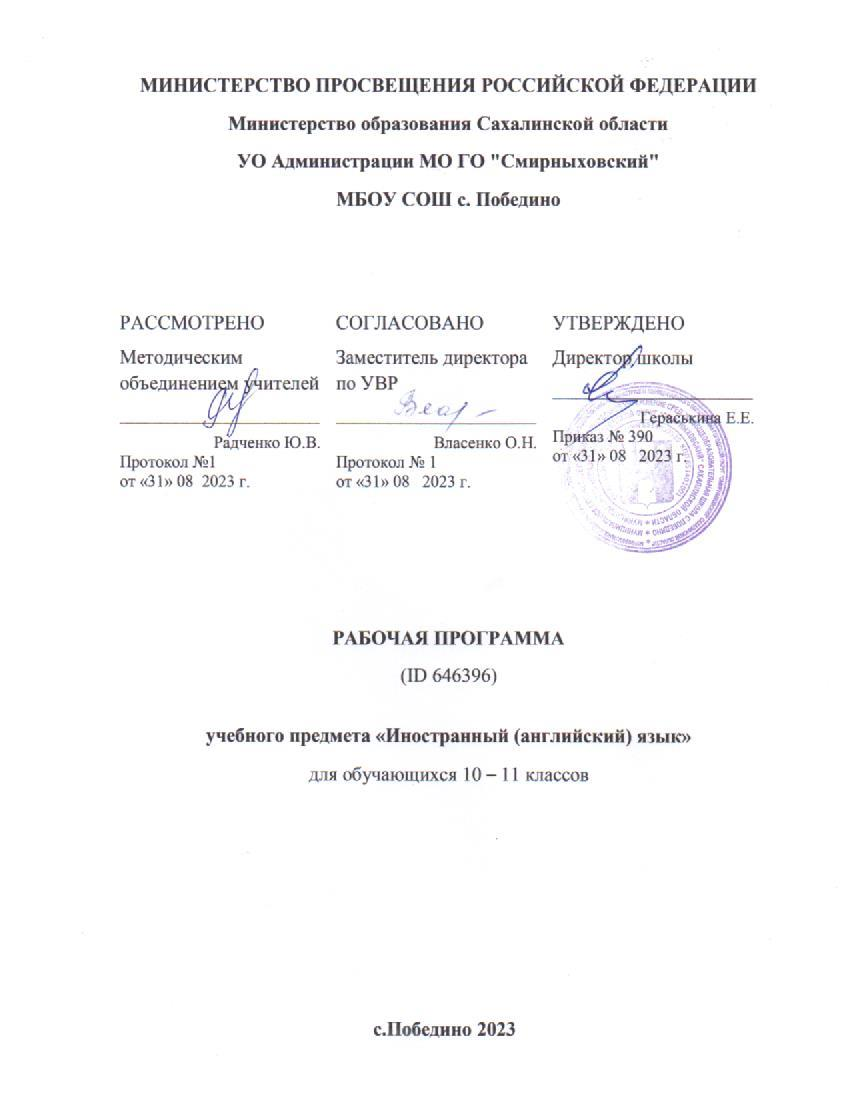 МИНИСТЕРСТВО ПРОСВЕЩЕНИЯ РОССИЙСКОЙ ФЕДЕРАЦИИ
Министерство образования Сахалинской области
УО Администрации МО ГО "Смирныховский"
МБОУ СОШ с. Победино
РАССМОТРЕНО
Методическим
объединением учителей
Радченко Ю.В.
Протокол №1
от «31» 08 2023 г.
СОГЛАСОВАНО
Заместитель директора
по УВР
Власенко О.Н.
Протокол № 1
от «31» 08 2023 г.
УТВЕРЖДЕНО
Директор школы
Гераськина Е.Е.
Приказ № 390
от «31» 08 2023 г.
РАБОЧАЯ ПРОГРАММА
(ID 646396)
учебного предмета «Иностранный (английский) язык»
для обучающихся 10 – 11 классов
с.Победино 2023